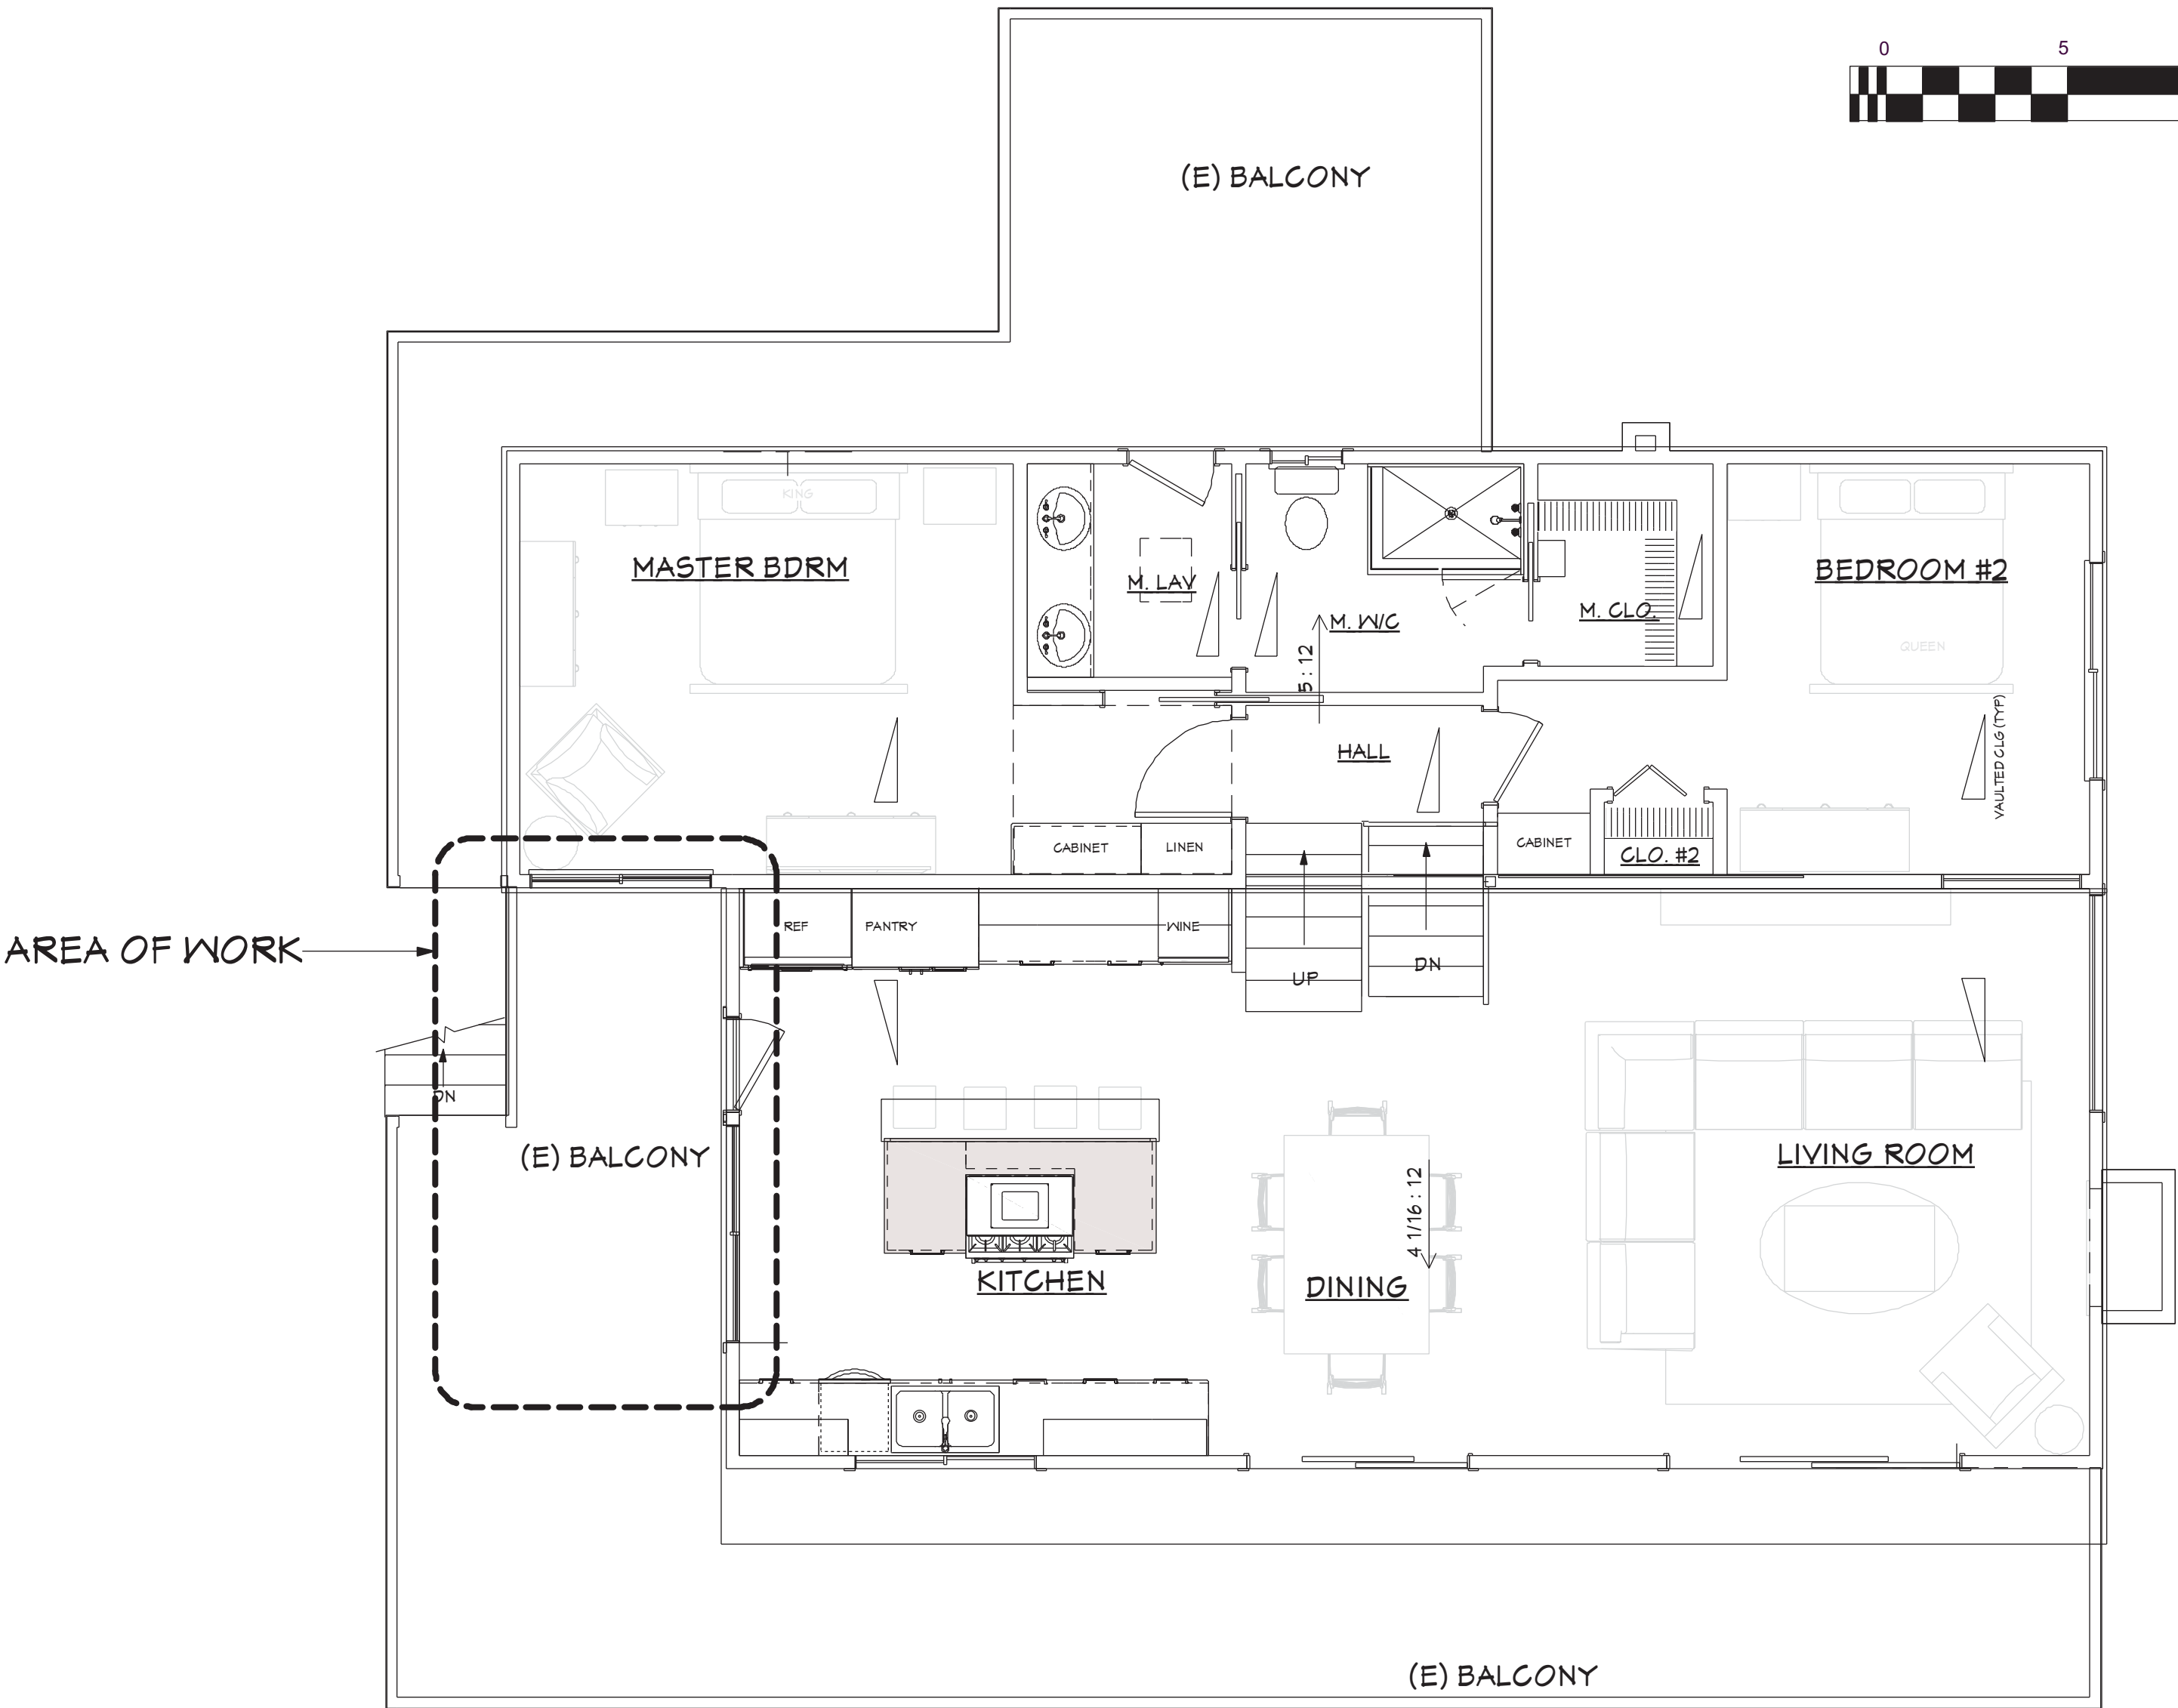 0 5
(E) BALCONY
KING
MASTER BDRM
M. LAV
M. W/C
5 : 12
M. CLO.
BEDROOM #2
QUEEN
VAULTED CLG (TYP)
HALL
CABINET
LINEN
CABINET
CLO. #2
AREA OF WORK
REF
PANTRY
WINE
UP
DN
DN
(E) BALCONY
LIVING ROOM
4 1/16 : 12
KITCHEN
DINING
(E) BALCONY